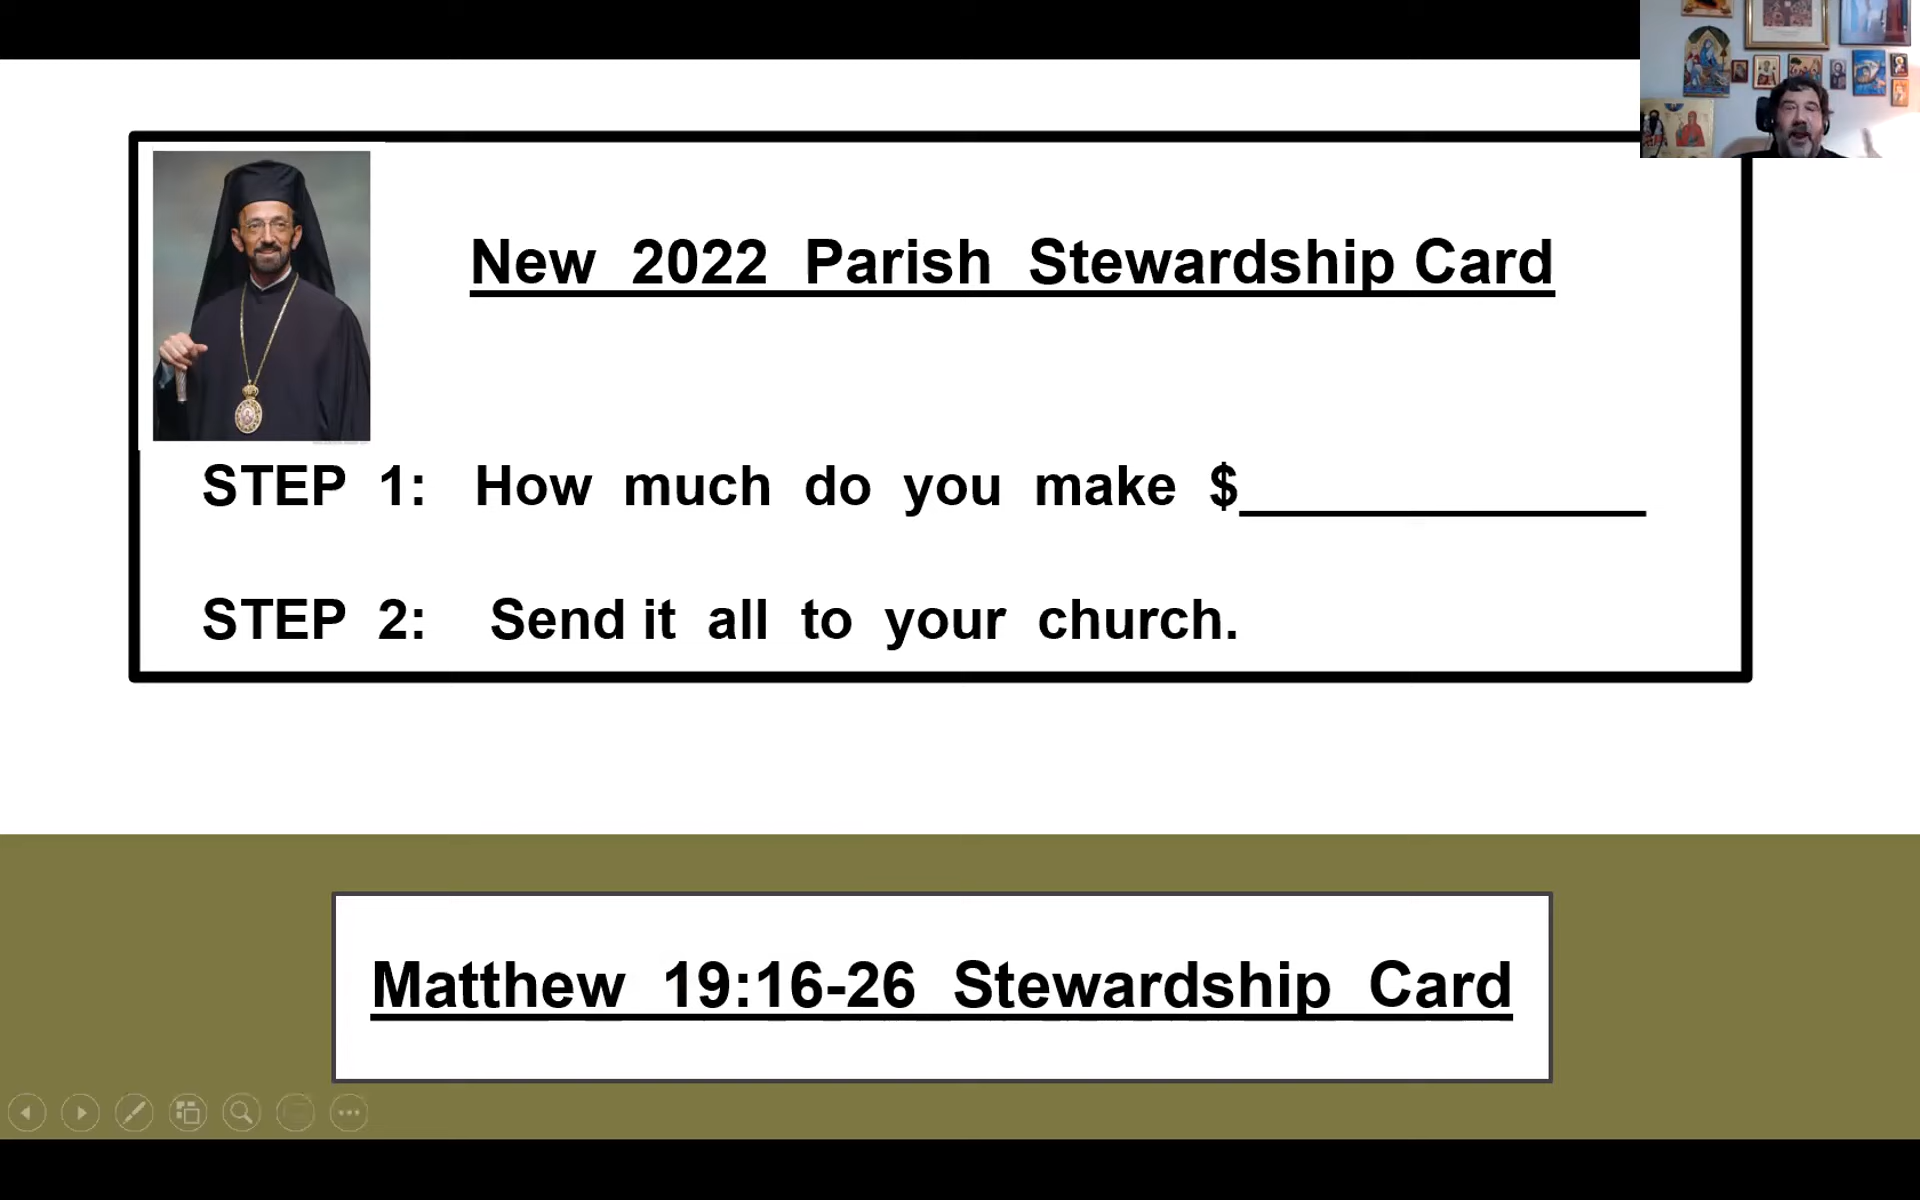 New 2022 Parish Stewardship Card
STEP 1: How much do you make $______________
STEP 2: Send it all to your church.
Matthew 19:16-26 Stewardship Card